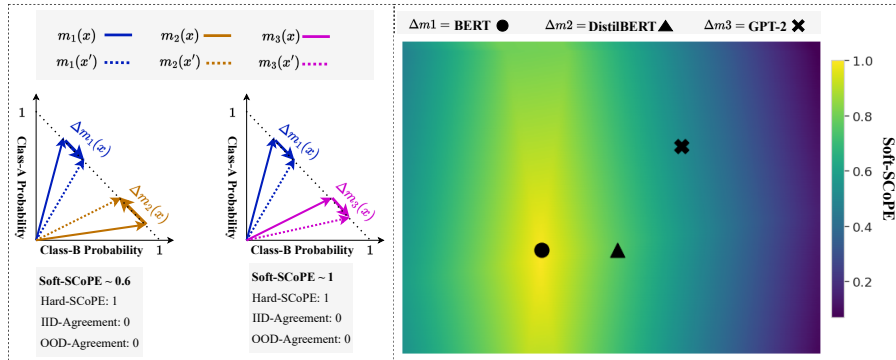 m₁(x) m₂(x) m₃(x)
m₁(x′) m₂(x′) m₃(x′)
1
Class-A Probability
Δm₁(x)
Δm₂(x)
Class-B Probability
1
Soft-SCoPE ~ 0.6
Hard-SCoPE: 1
IID-Agreement: 0
OOD-Agreement: 0
1
Class-A Probability
Δm₁(x)
Δm₃(x)
Class-B Probability
1
Soft-SCoPE ~ 1
Hard-SCoPE: 1
IID-Agreement: 0
OOD-Agreement: 0
Δm1 = BERT Δm2 = DistilBERT Δm3 = GPT-2
1.0
0.8
0.6
0.4
0.2
Soft-SCoPE